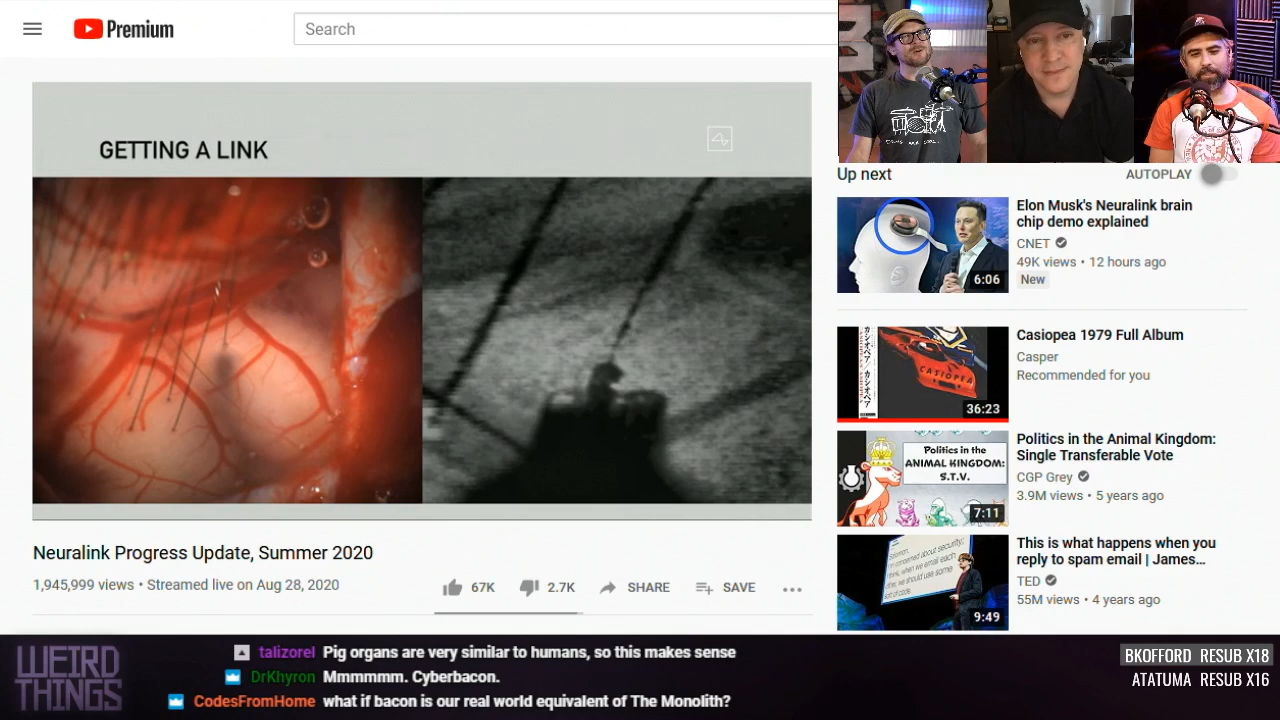 Premium
Search
GETTING A LINK
Up next
AUTOPLAY
Elon Musk's Neuralink brain
chip demo explained
CNET
49K views • 12 hours ago
New
6:06
Casiopea 1979 Full Album
Casper
Recommended for you
CASIOPEA
36:23
Politics in the Animal Kingdom:
Single Transferable Vote
CGP Grey
3.9M views • 5 years ago
Politics in the
ANIMAL KINGDOM:
S.T.V.
7:11
This is what happens when you
reply to spam email | James...
TED
55M views • 4 years ago
9:49
Neuralink Progress Update, Summer 2020
1,945,999 views • Streamed live on Aug 28, 2020
67K
2.7K
SHARE
SAVE
WEIRD
THINGS
talizorel Pig organs are very similar to humans, so this makes sense
DrKhyron Mmmmmm. Cyberbacon.
CodesFromHome what if bacon is our real world equivalent of The Monolith?
BKOFFORD RESUB X18
ATATUMA RESUB X16